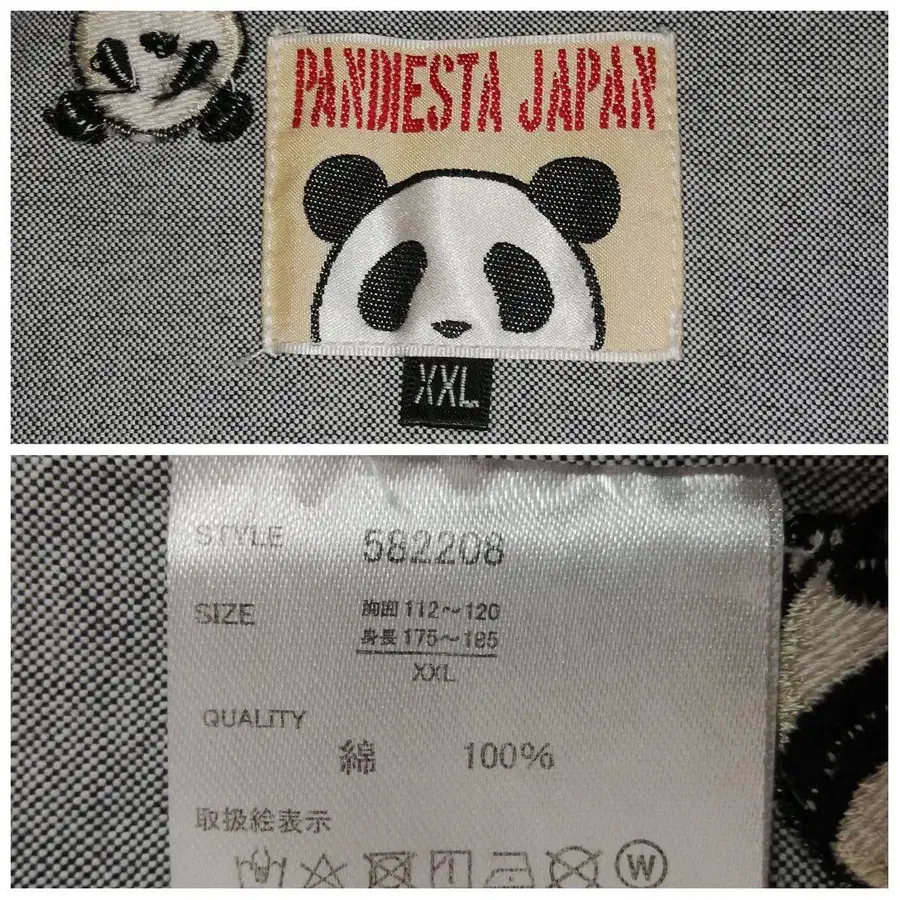 PANDIESTA JAPAN
XXL
STYLE 582208
SIZE 胸囲 112～120
身長 175～185
XXL
QUALITY
綿 100%
取扱絵表示
W